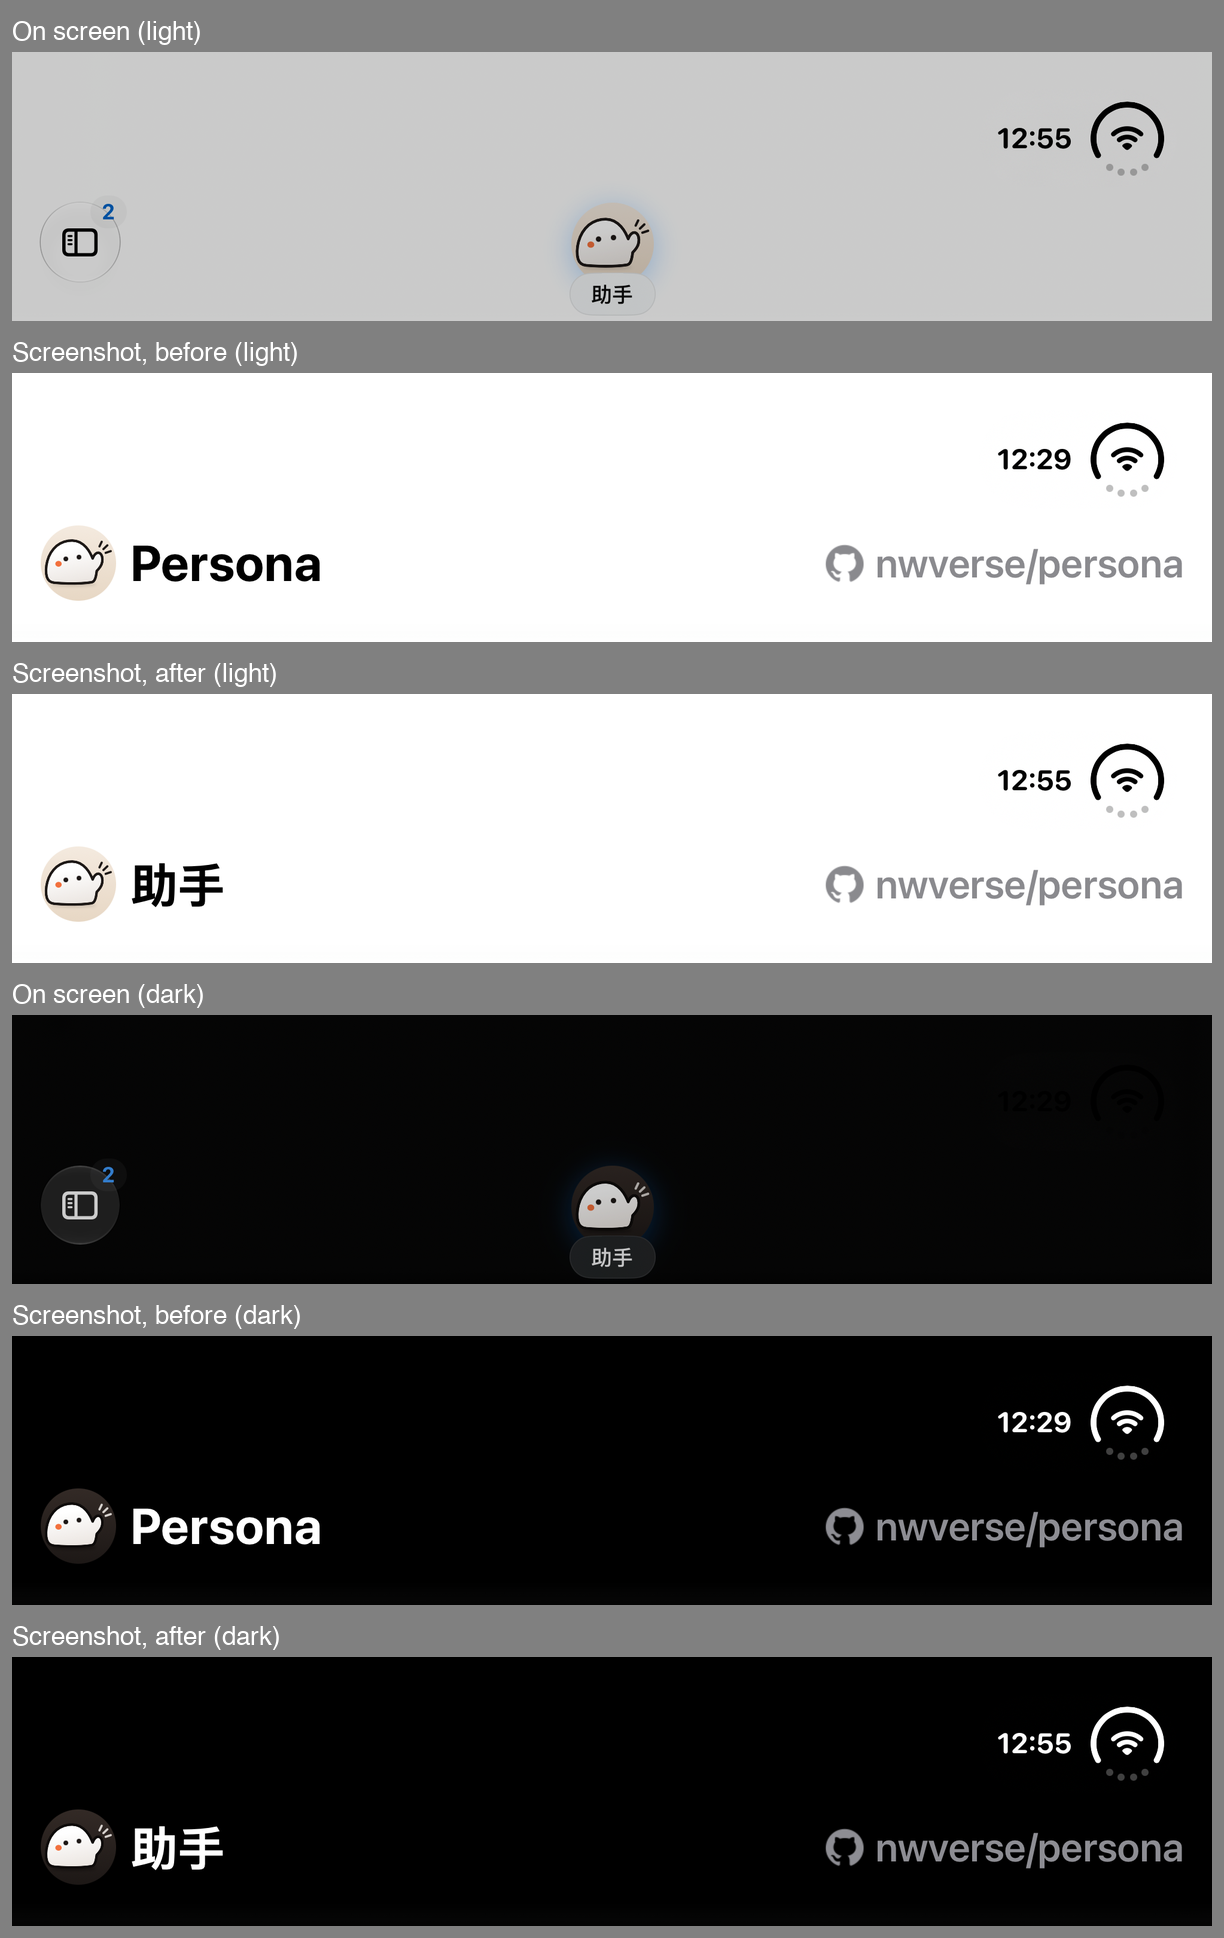 On screen (light)
12:55
2
助手
Screenshot, before (light)
12:29
Persona
nwverse/persona
Screenshot, after (light)
12:55
助手
nwverse/persona
On screen (dark)
12:29
2
助手
Screenshot, before (dark)
12:29
Persona
nwverse/persona
Screenshot, after (dark)
12:55
助手
nwverse/persona